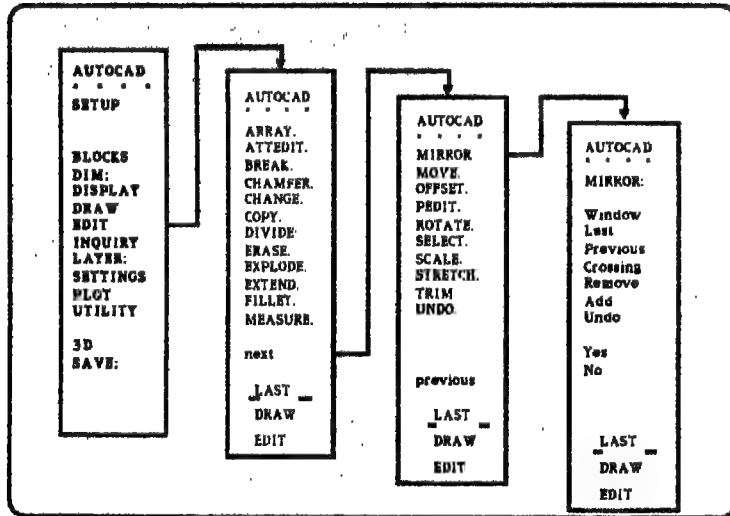 AUTOCAD
* * * *
SETUP
BLOCKS
DIM:
DISPLAY
DRAW
EDIT
INQUIRY
LAYER:
SETTINGS
PLOT
UTILITY
3D
SAVE:
AUTOCAD
* * * *
ARRAY.
ATTEDIT.
BREAK.
CHAMFER.
CHANGE.
COPY.
DIVIDE
ERASE.
EXPLODE.
EXTEND.
FILLET.
MEASURE.
next
LAST
DRAW
EDIT
AUTOCAD
* * * *
MIRROR
MOVE.
OFFSET.
PEDIT.
ROTATE.
SELECT.
SCALE.
STRETCH.
TRIM
UNDO.
previous
LAST
DRAW
EDIT
AUTOCAD
* * * *
MIRROR:
Window
Last
Previous
Crossing
Remove
Add
Undo
Yes
No
LAST
DRAW
EDIT